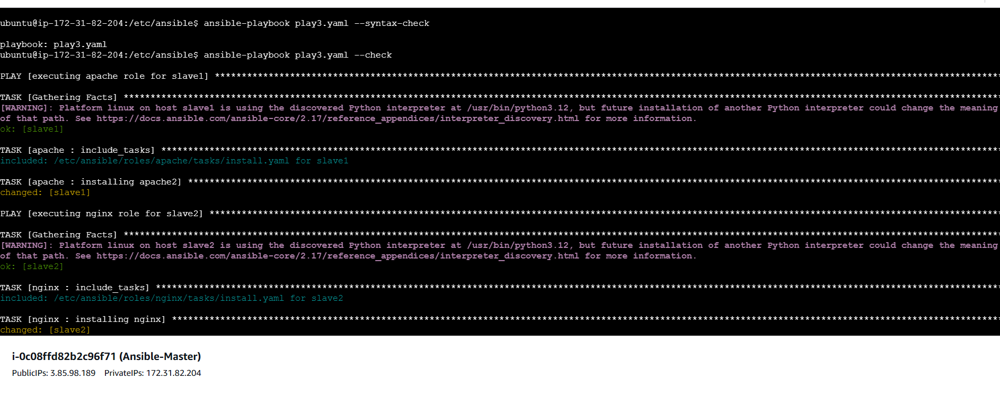 ubuntu@ip-172-31-82-204:/etc/ansible$ ansible-playbook play3.yaml --syntax-check
playbook: play3.yaml
ubuntu@ip-172-31-82-204:/etc/ansible$ ansible-playbook play3.yaml --check
PLAY [executing apache role for slave1] ****************************************************************************************************************************************************
TASK [Gathering Facts] *********************************************************************************************************************************************************************
[WARNING]: Platform linux on host slave1 is using the discovered Python interpreter at /usr/bin/python3.12, but future installation of another Python interpreter could change the meaning
of that path. See https://docs.ansible.com/ansible-core/2.17/reference_appendices/interpreter_discovery.html for more information.
ok: [slave1]
TASK [apache : include_tasks] **************************************************************************************************************************************************************
included: /etc/ansible/roles/apache/tasks/install.yaml for slave1
TASK [apache : installing apache2] *********************************************************************************************************************************************************
changed: [slave1]
PLAY [executing nginx role for slave2] *****************************************************************************************************************************************************
TASK [Gathering Facts] *********************************************************************************************************************************************************************
[WARNING]: Platform linux on host slave2 is using the discovered Python interpreter at /usr/bin/python3.12, but future installation of another Python interpreter could change the meaning
of that path. See https://docs.ansible.com/ansible-core/2.17/reference_appendices/interpreter_discovery.html for more information.
ok: [slave2]
TASK [nginx : include_tasks] ***************************************************************************************************************************************************************
included: /etc/ansible/roles/nginx/tasks/install.yaml for slave2
TASK [nginx : installing nginx] ************************************************************************************************************************************************************
changed: [slave2]
i-0c08ffd82b2c96f71 (Ansible-Master)
PublicIPs: 3.85.98.189 PrivateIPs: 172.31.82.204